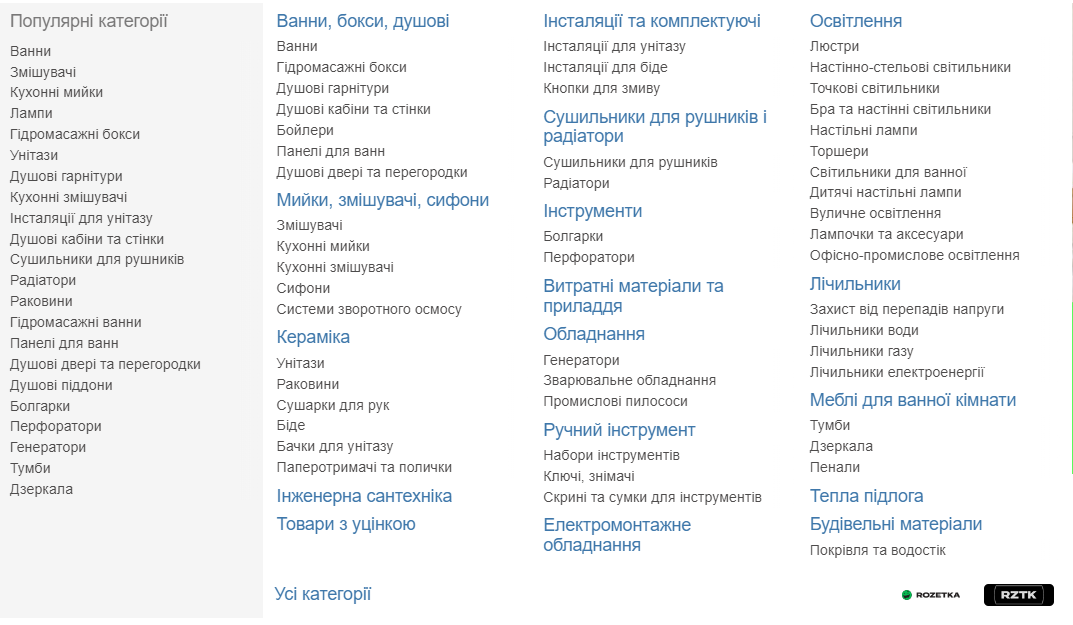 Популярні категорії
Ванни
Змішувачі
Кухонні мийки
Лампи
Гідромасажні бокси
Унітази
Душові гарнітури
Кухонні змішувачі
Інсталяції для унітазу
Душові кабіни та стінки
Сушильники для рушників
Радіатори
Раковини
Гідромасажні ванни
Панелі для ванн
Душові двері та перегородки
Душові піддони
Болгарки
Перфоратори
Генератори
Тумби
Дзеркала
Ванни, бокси, душові
Ванни
Гідромасажні бокси
Душові гарнітури
Душові кабіни та стінки
Бойлери
Панелі для ванн
Душові двері та перегородки
Мийки, змішувачі, сифони
Змішувачі
Кухонні мийки
Кухонні змішувачі
Сифони
Системи зворотного осмосу
Кераміка
Унітази
Раковини
Сушарки для рук
Біде
Бачки для унітазу
Паперотримачі та полички
Інженерна сантехніка
Товари з уцінкою
Інсталяції та комплектуючі
Інсталяції для унітазу
Інсталяції для біде
Кнопки для змиву
Сушильники для рушників і
радіатори
Сушильники для рушників
Радіатори
Інструменти
Болгарки
Перфоратори
Витратні матеріали та
приладдя
Обладнання
Генератори
Зварювальне обладнання
Промислові пилососи
Ручний інструмент
Набори інструментів
Ключі, знімачі
Скрині та сумки для інструментів
Електромонтажне
обладнання
Освітлення
Люстри
Настінно-стельові світильники
Точкові світильники
Бра та настінні світильники
Настільні лампи
Торшери
Світильники для ванної
Дитячі настільні лампи
Вуличне освітлення
Лампочки та аксесуари
Офісно-промислове освітлення
Лічильники
Захист від перепадів напруги
Лічильники води
Лічильники газу
Лічильники електроенергії
Меблі для ванної кімнати
Тумби
Дзеркала
Пенали
Тепла підлога
Будівельні матеріали
Покрівля та водостік
Усі категорії
ROZETKA
RZTK